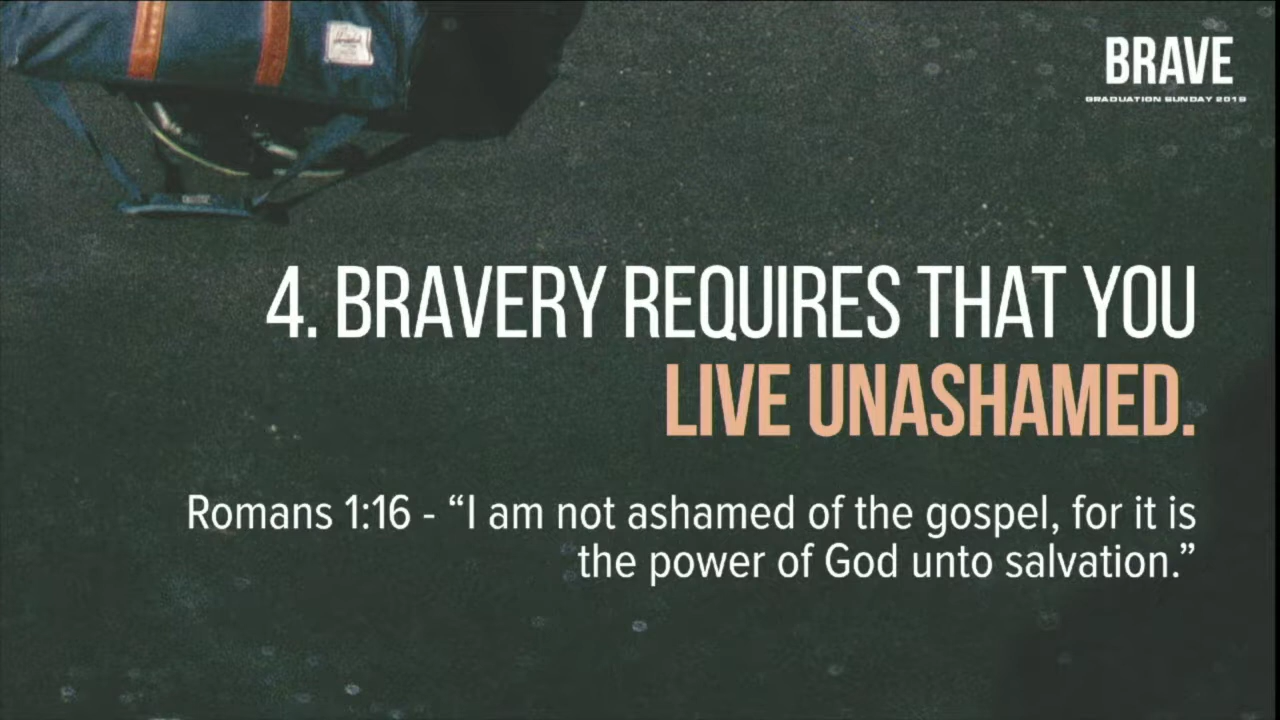 BRAVE
GRADUATION SUNDAY 2019
4. BRAVERY REQUIRES THAT YOU
LIVE UNASHAMED.
Romans 1:16 - “I am not ashamed of the gospel, for it is
the power of God unto salvation.”